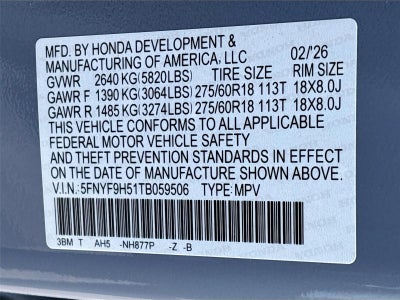 MFD. BY HONDA DEVELOPMENT &
MANUFACTURING OF AMERICA, LLC 02/'26
GVWR 2640 KG(5820LBS) TIRE SIZE RIM SIZE
GAWR F 1390 KG(3064LBS) 275/60R18 113T 18X8.0J
GAWR R 1485 KG(3274LBS) 275/60R18 113T 18X8.0J
THIS VEHICLE CONFORMS TO ALL APPLICABLE
FEDERAL MOTOR VEHICLE SAFETY
AND THEFT PREVENTION STANDARDS IN EFFECT
ON THE DATE OF MANUFACTURE SHOWN ABOVE.
V.I.N.: 5FNYF9H51TB059506 TYPE: MPV
3BM T AH5 -NH877P -Z -B